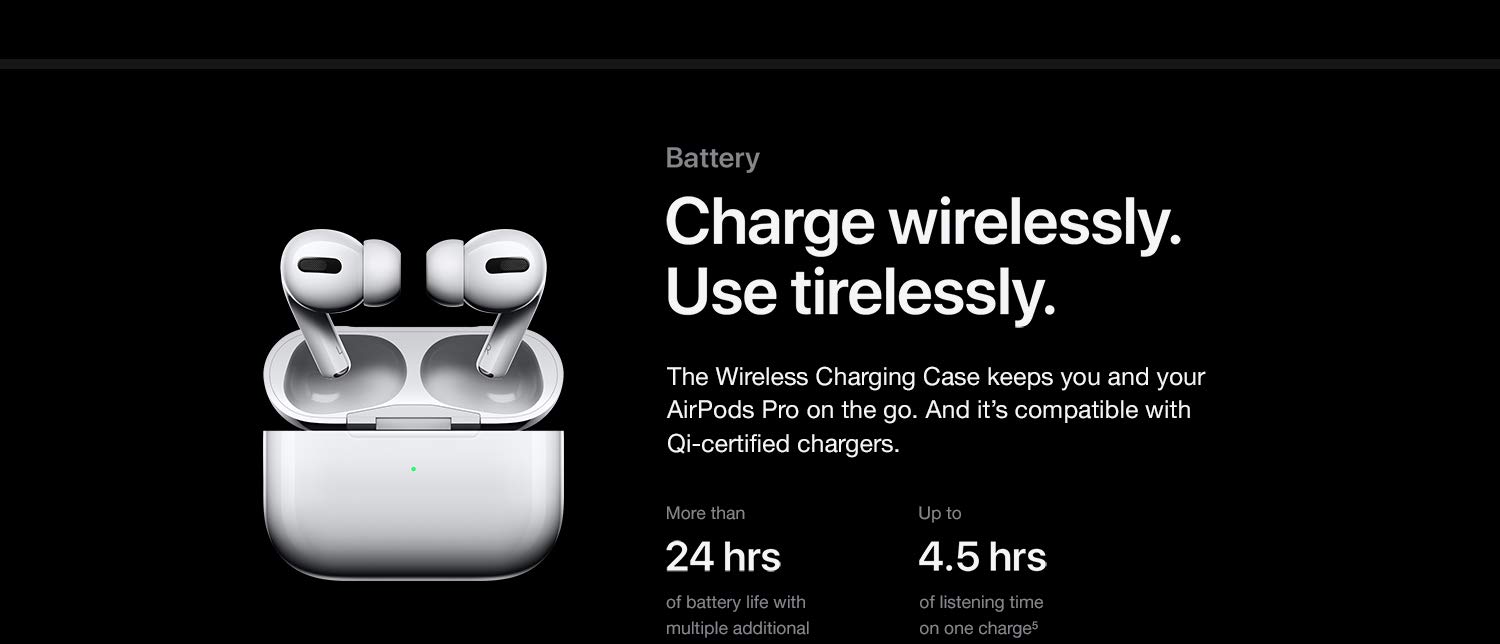 Battery
Charge wirelessly.
Use tirelessly.
The Wireless Charging Case keeps you and your
AirPods Pro on the go. And it’s compatible with
Qi-certified chargers.
More than
24 hrs
of battery life with
multiple additional
Up to
4.5 hrs
of listening time
on one charge⁵